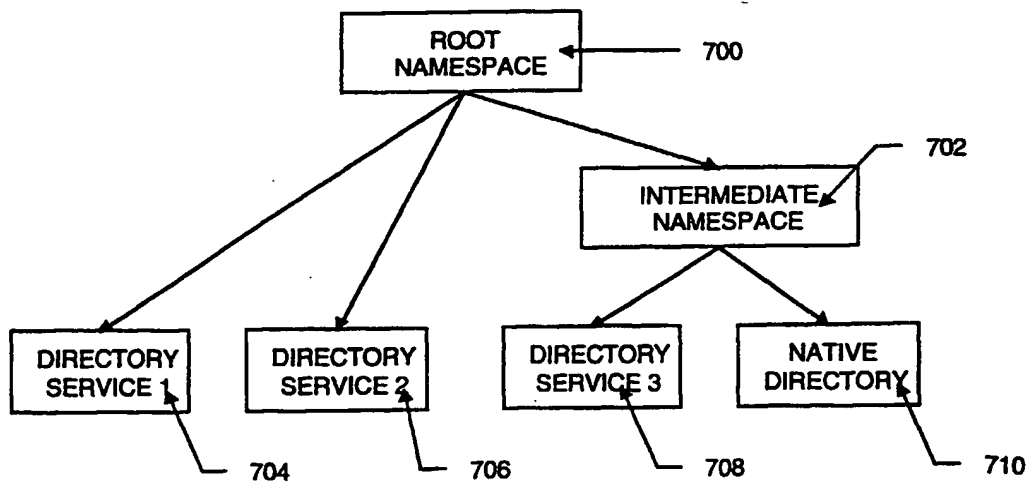 ROOT
NAMESPACE
700
702
INTERMEDIATE
NAMESPACE
DIRECTORY
SERVICE 1
DIRECTORY
SERVICE 2
DIRECTORY
SERVICE 3
NATIVE
DIRECTORY
704
706
708
710